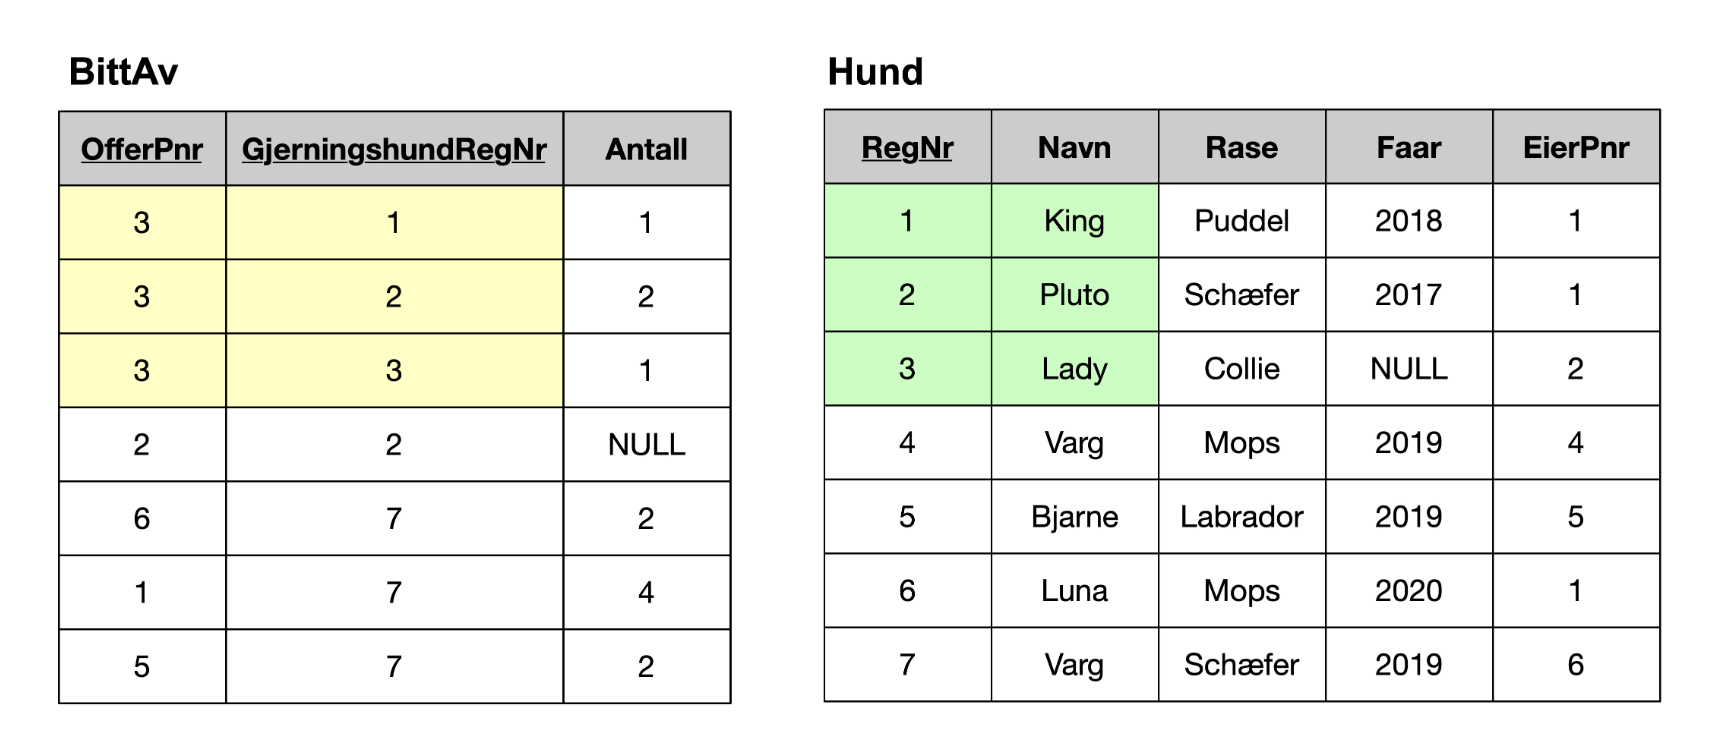 BittAv
OfferPnr GjerningshundRegNr Antall
3 1 1
3 2 2
3 3 1
2 2 NULL
6 7 2
1 7 4
5 7 2
Hund
RegNr Navn Rase Faar EierPnr
1 King Puddel 2018 1
2 Pluto Schæfer 2017 1
3 Lady Collie NULL 2
4 Varg Mops 2019 4
5 Bjarne Labrador 2019 5
6 Luna Mops 2020 1
7 Varg Schæfer 2019 6